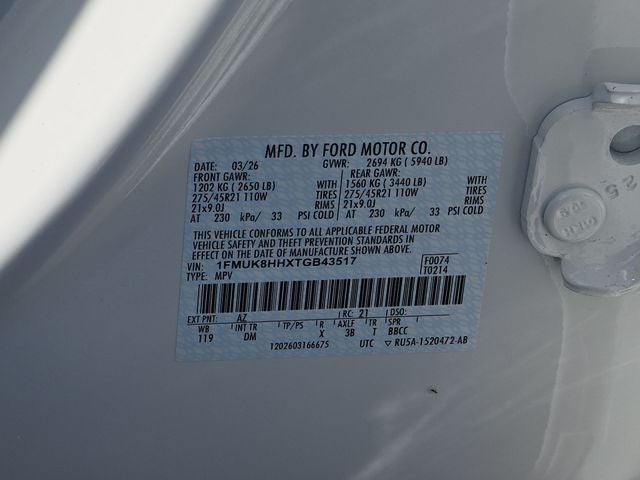 MFD. BY FORD MOTOR CO.
DATE: 03/26 GVWR: 2694 KG ( 5940 LB)
FRONT GAWR: REAR GAWR:
1202 KG ( 2650 LB) WITH 1560 KG ( 3440 LB) WITH
275/45R21 110W TIRES 275/45R21 110W TIRES
21x9.0J RIMS 21x9.0J RIMS
AT 230 kPa/ 33 PSI COLD AT 230 kPa/ 33 PSI COLD
THIS VEHICLE CONFORMS TO ALL APPLICABLE FEDERAL MOTOR
VEHICLE SAFETY AND THEFT PREVENTION STANDARDS IN
EFFECT ON THE DATE OF MANUFACTURE SHOWN ABOVE.
VIN: 1FMUK8HHXTGB43517 F0074
TYPE: MPV T0214
EXT PNT: AZ RC: 21 DSO:
WB INT TR TP/PS R AXLE TR SPR
119 DM X 3B T BBCC
1202603166675 UTC ▽ RU5A-1520472-AB
25